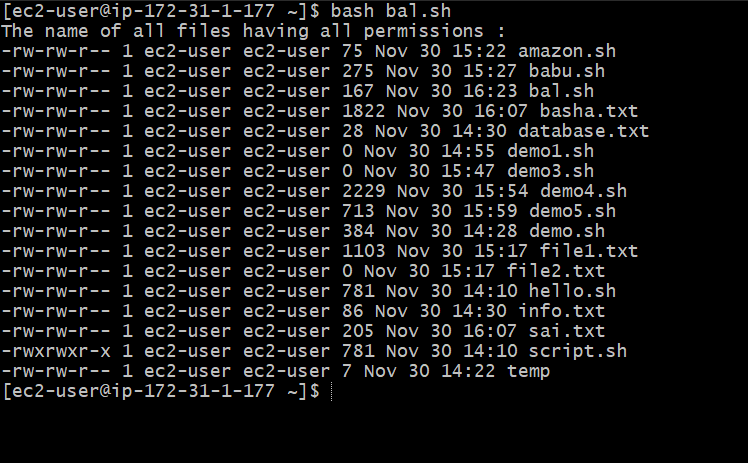 [ec2-user@ip-172-31-1-177 ~]$ bash bal.sh
The name of all files having all permissions :
-rw-rw-r-- 1 ec2-user ec2-user 75 Nov 30 15:22 amazon.sh
-rw-rw-r-- 1 ec2-user ec2-user 275 Nov 30 15:27 babu.sh
-rw-rw-r-- 1 ec2-user ec2-user 167 Nov 30 16:23 bal.sh
-rw-rw-r-- 1 ec2-user ec2-user 1822 Nov 30 16:07 basha.txt
-rw-rw-r-- 1 ec2-user ec2-user 28 Nov 30 14:30 database.txt
-rw-rw-r-- 1 ec2-user ec2-user 0 Nov 30 14:55 demo1.sh
-rw-rw-r-- 1 ec2-user ec2-user 0 Nov 30 15:47 demo3.sh
-rw-rw-r-- 1 ec2-user ec2-user 2229 Nov 30 15:54 demo4.sh
-rw-rw-r-- 1 ec2-user ec2-user 713 Nov 30 15:59 demo5.sh
-rw-rw-r-- 1 ec2-user ec2-user 384 Nov 30 14:28 demo.sh
-rw-rw-r-- 1 ec2-user ec2-user 1103 Nov 30 15:17 file1.txt
-rw-rw-r-- 1 ec2-user ec2-user 0 Nov 30 15:17 file2.txt
-rw-rw-r-- 1 ec2-user ec2-user 781 Nov 30 14:10 hello.sh
-rw-rw-r-- 1 ec2-user ec2-user 86 Nov 30 14:30 info.txt
-rw-rw-r-- 1 ec2-user ec2-user 205 Nov 30 16:07 sai.txt
-rwxrwxr-x 1 ec2-user ec2-user 781 Nov 30 14:10 script.sh
-rw-rw-r-- 1 ec2-user ec2-user 7 Nov 30 14:22 temp
[ec2-user@ip-172-31-1-177 ~]$